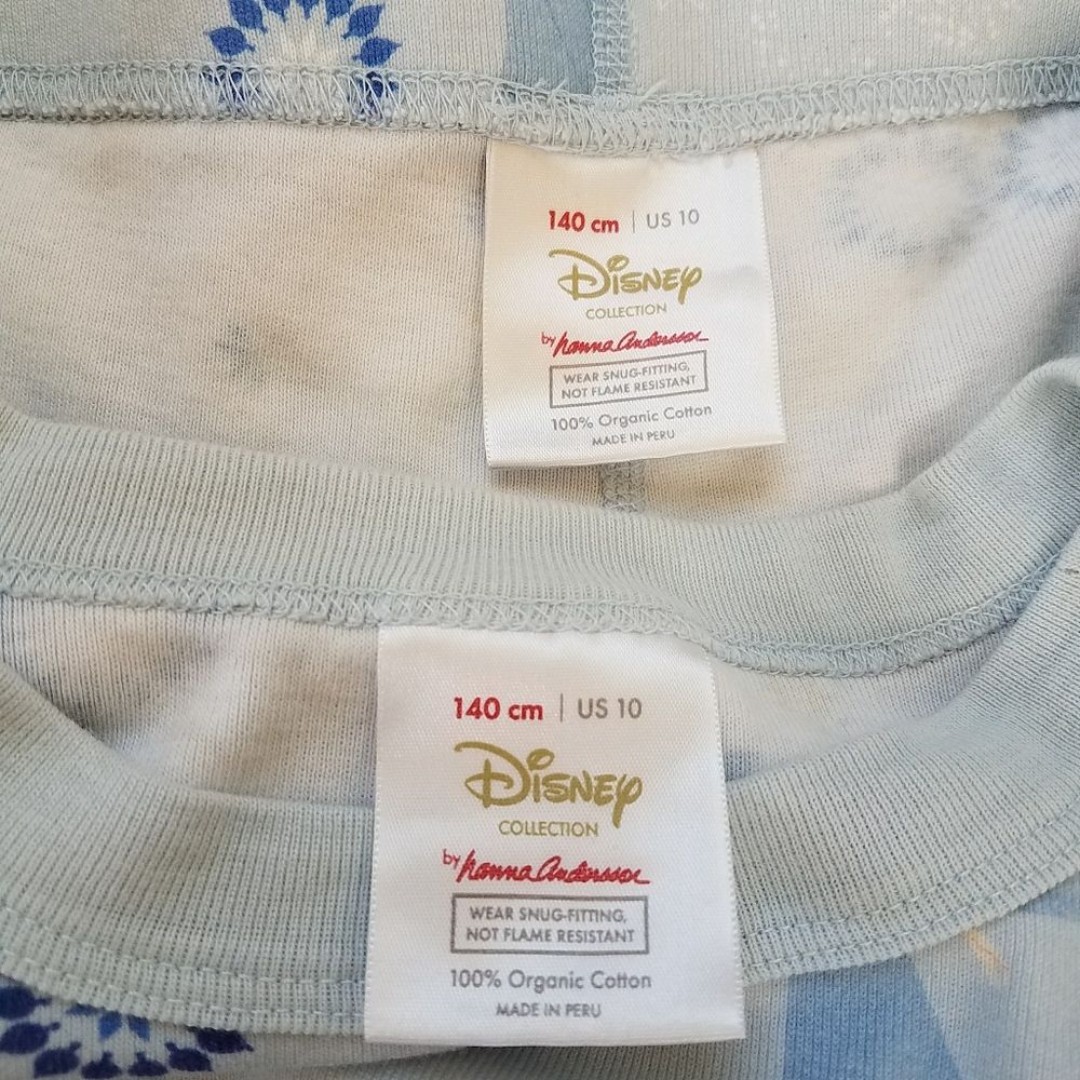 140 cm | US 10
Disney
COLLECTION
by hanna Andersson
WEAR SNUG-FITTING,
NOT FLAME RESISTANT
100% Organic Cotton
MADE IN PERU
140 cm | US 10
Disney
COLLECTION
by hanna Andersson
WEAR SNUG-FITTING,
NOT FLAME RESISTANT
100% Organic Cotton
MADE IN PERU